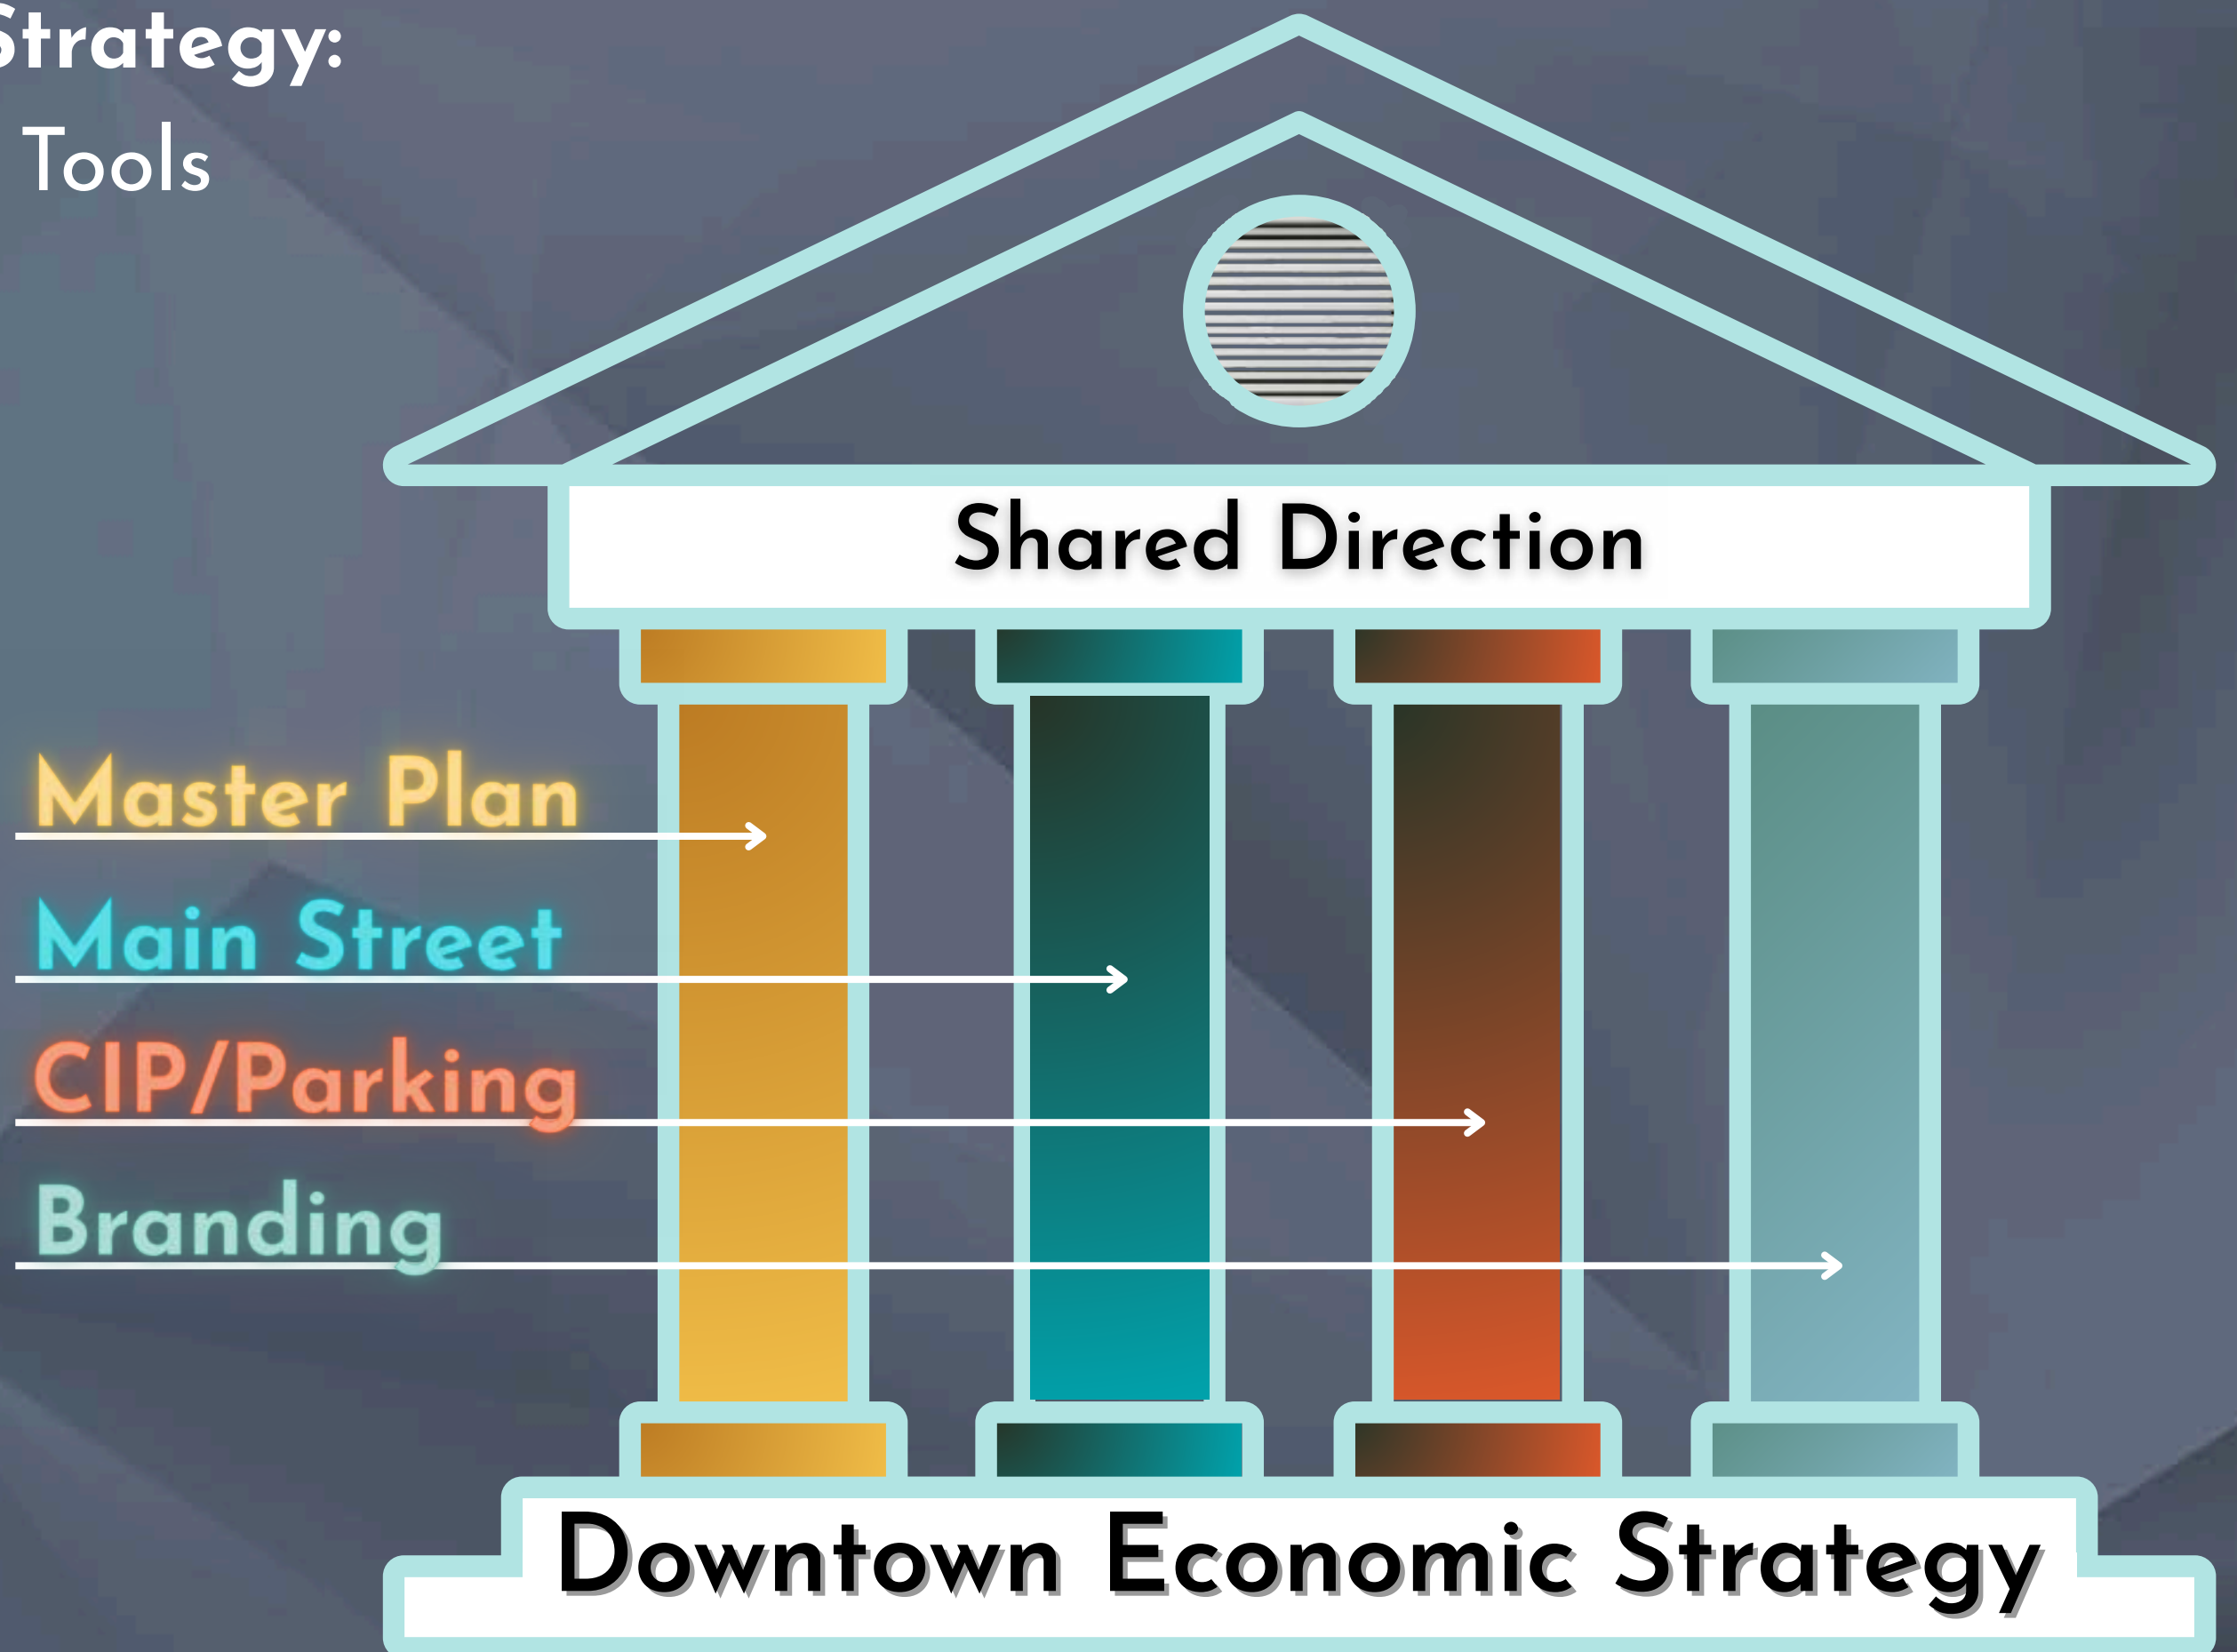 Strategy:
Tools
Shared Direction
Master Plan
Main Street
CIP/Parking
Branding
Downtown Economic Strategy